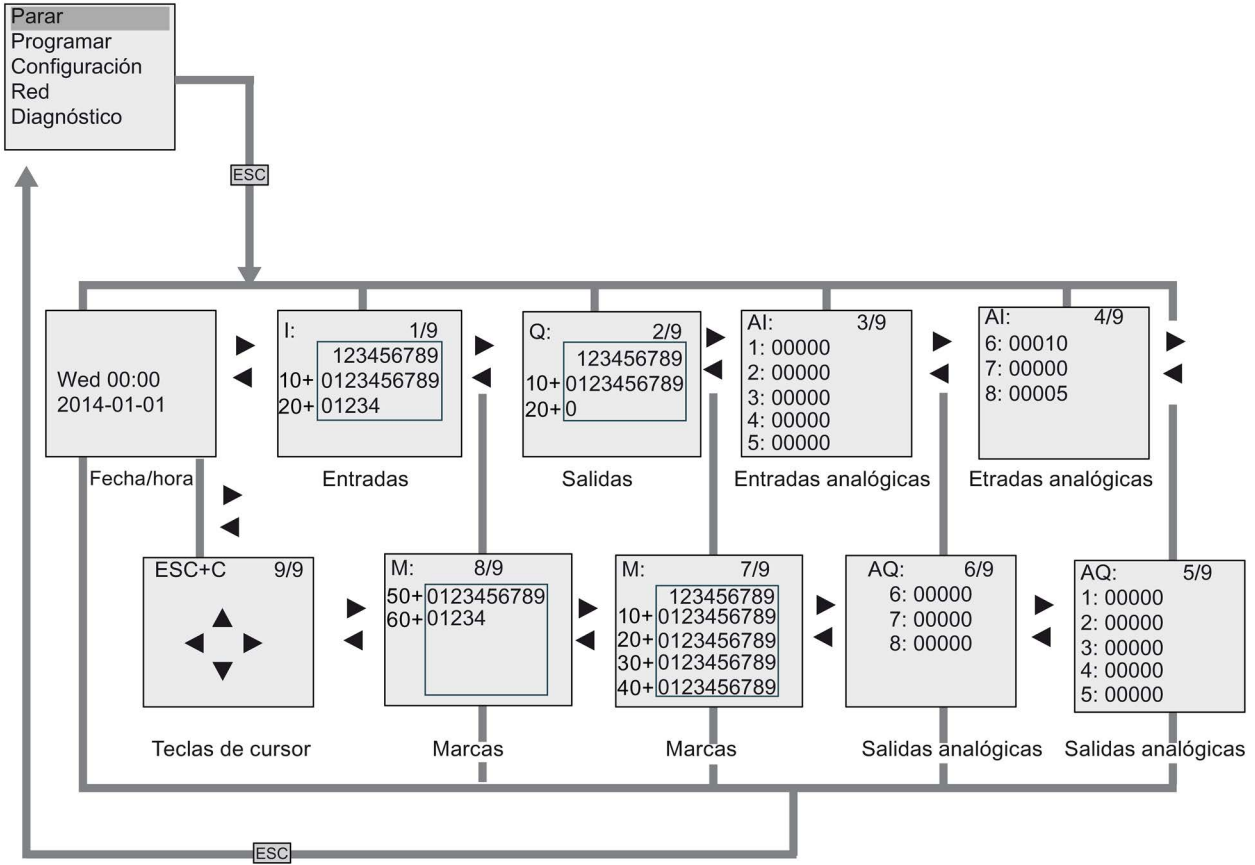 Parar
Programar
Configuración
Red
Diagnóstico
ESC
Wed 00:00
2014-01-01
Fecha/hora
I: 1/9
123456789
10+ 0123456789
20+ 01234
Entradas
Q: 2/9
123456789
10+ 0123456789
20+ 0
Salidas
AI: 3/9
1: 00000
2: 00000
3: 00000
4: 00000
5: 00000
Entradas analógicas
AI: 4/9
6: 00010
7: 00000
8: 00005
Etradas analógicas
ESC+C 9/9
Teclas de cursor
M: 8/9
50+ 0123456789
60+ 01234
Marcas
M: 7/9
123456789
10+ 0123456789
20+ 0123456789
30+ 0123456789
40+ 0123456789
Marcas
AQ: 6/9
6: 00000
7: 00000
8: 00000
Salidas analógicas
AQ: 5/9
1: 00000
2: 00000
3: 00000
4: 00000
5: 00000
Salidas analógicas
ESC